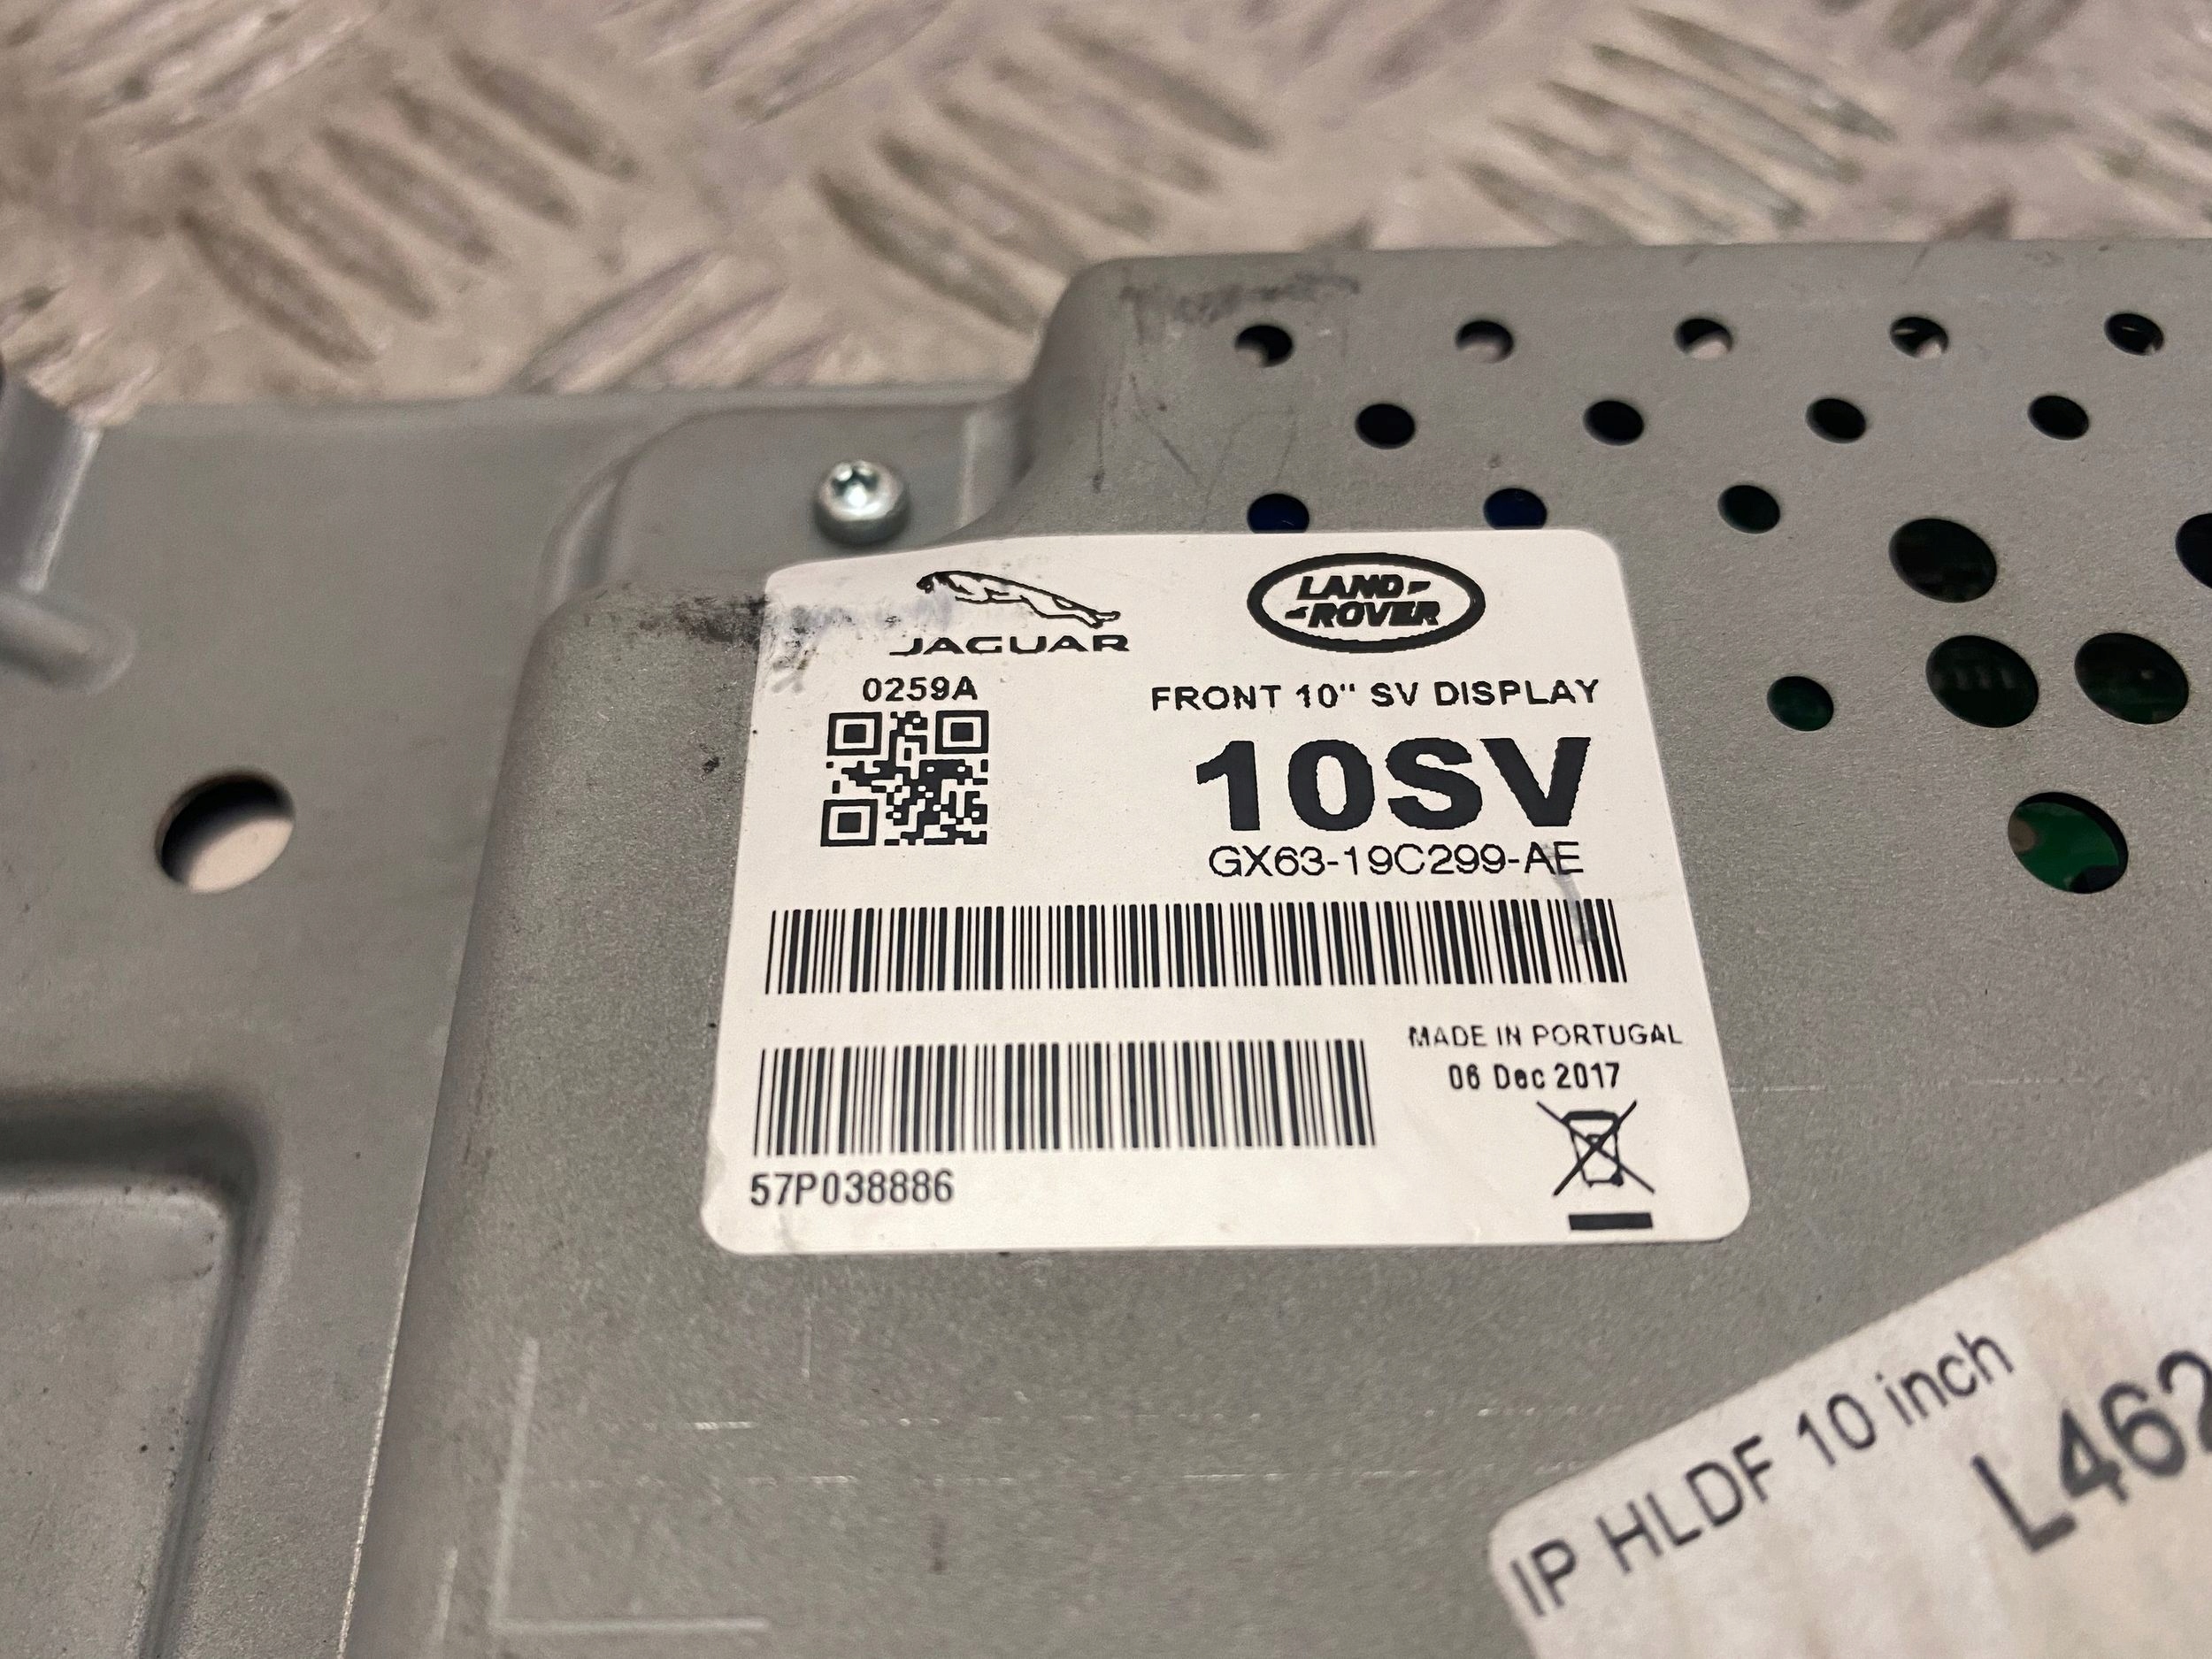 JAGUAR
LAND
ROVER
0259A
FRONT 10" SV DISPLAY
10SV
GX63-19C299-AE
MADE IN PORTUGAL
06 Dec 2017
57P038886
IP HLDF 10 inch
L462